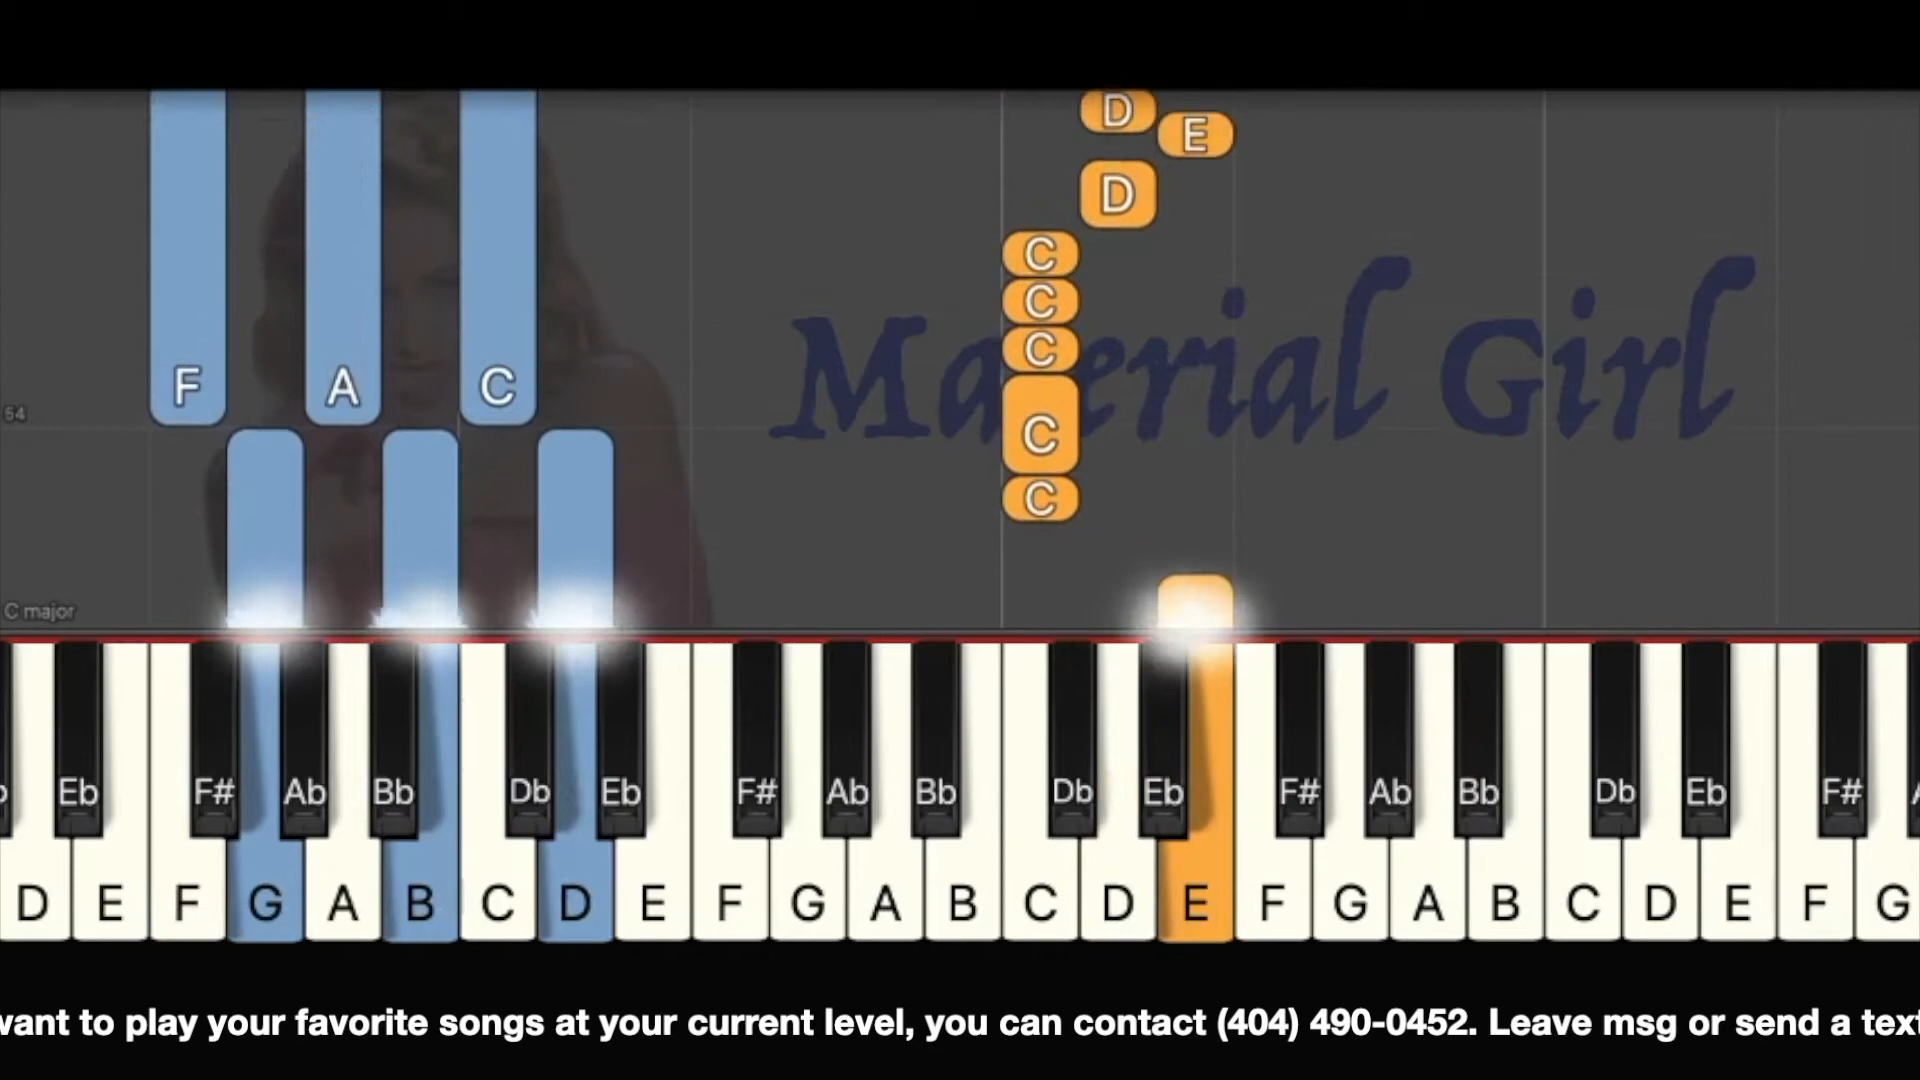 D
E
D
C
C
C
F A C
C
C
Material Girl
54
C major
Eb F# Ab Bb Db Eb F# Ab Bb Db Eb F# Ab Bb Db Eb F#
D E F G A B C D E F G A B C D E F G A B C D E F G
want to play your favorite songs at your current level, you can contact (404) 490-0452. Leave msg or send a text